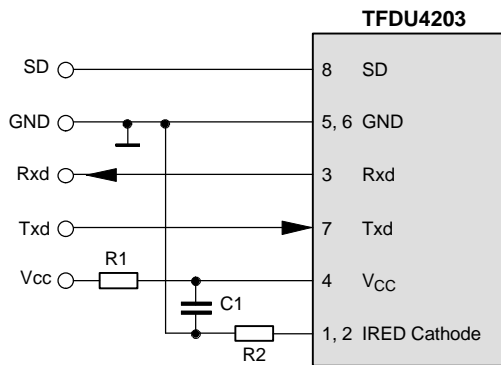 TFDU4203
SD 8 SD
GND 5, 6 GND
Rxd 3 Rxd
Txd 7 Txd
Vcc R1 4 VCC
C1
R2 1, 2 IRED Cathode